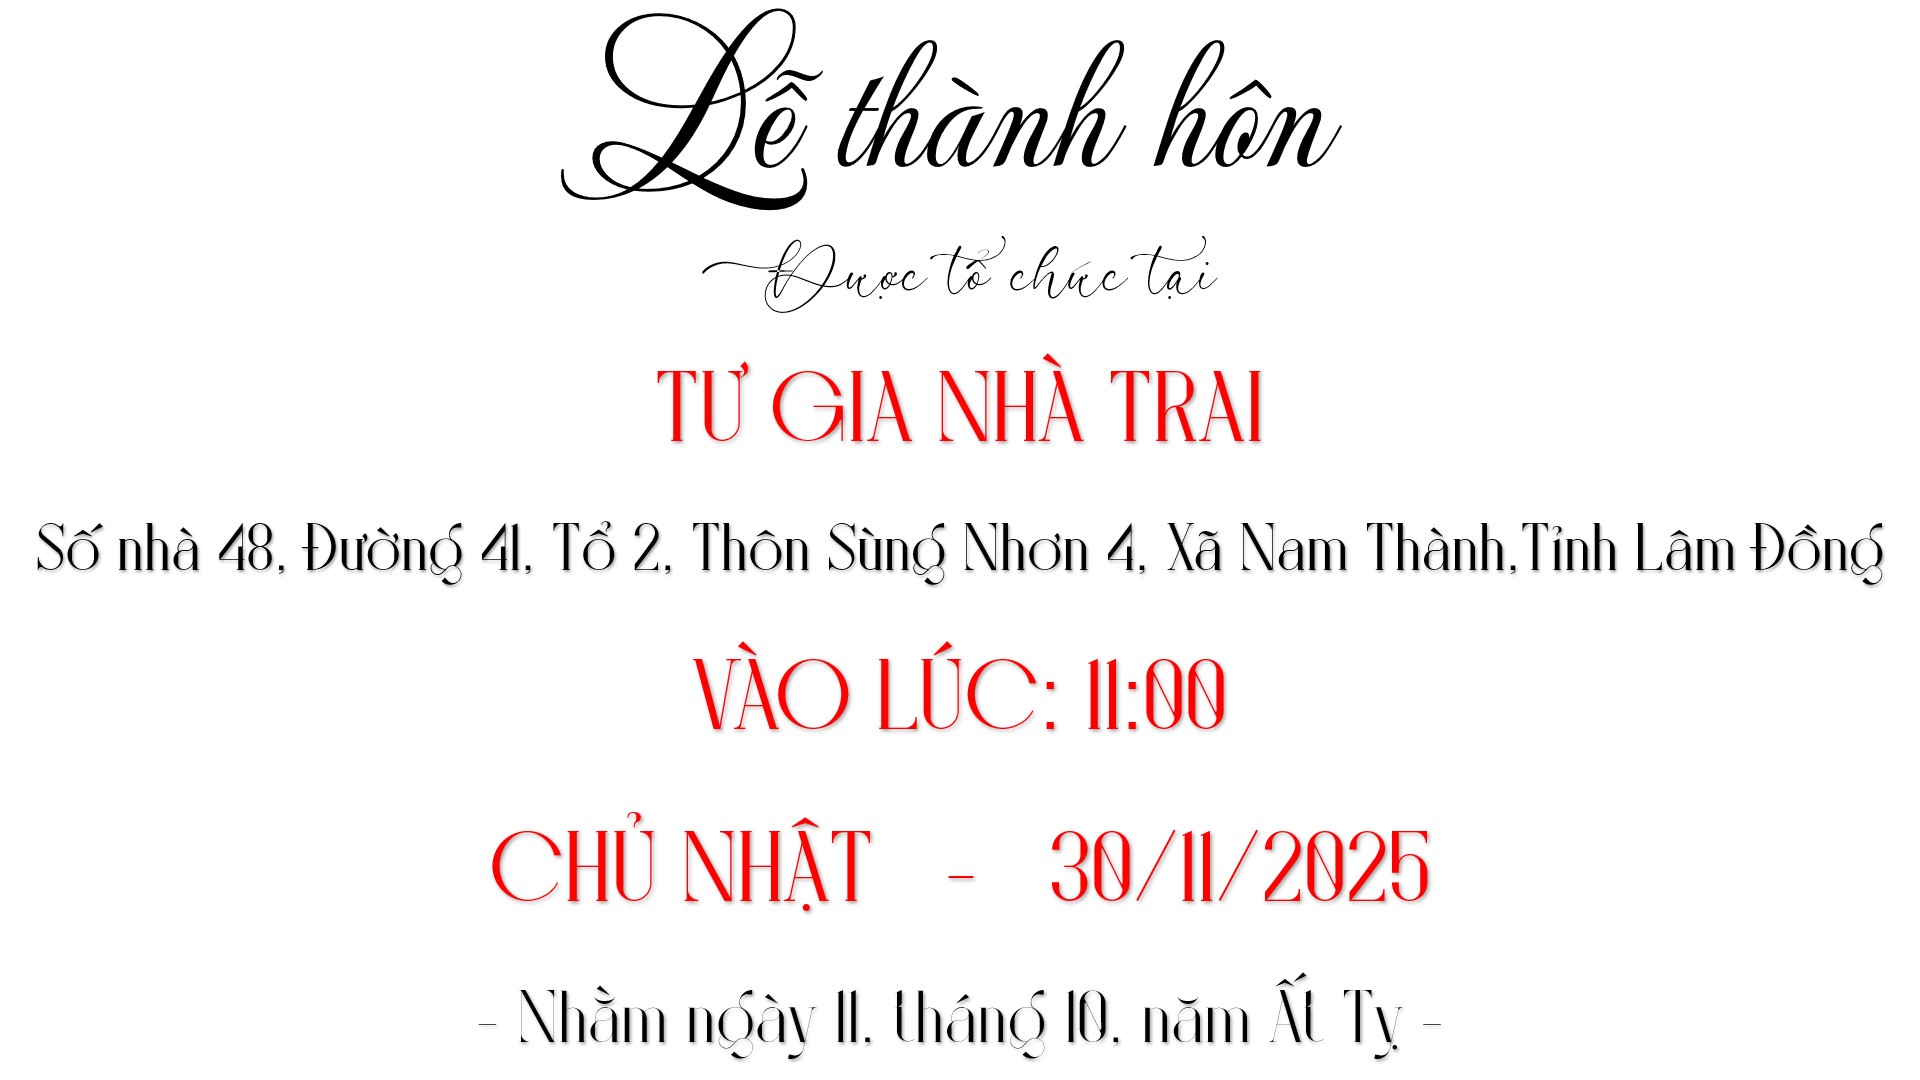 Lễ thành hôn
Được tổ chức tại
TƯ GIA NHÀ TRAI
Số nhà 48, Đường 41, Tổ 2, Thôn Sùng Nhơn 4, Xã Nam Thành,Tỉnh Lâm Đồng
VÀO LÚC: 11:00
CHỦ NHẬT - 30/11/2025
- Nhằm ngày 11, tháng 10, năm Ất Tỵ -